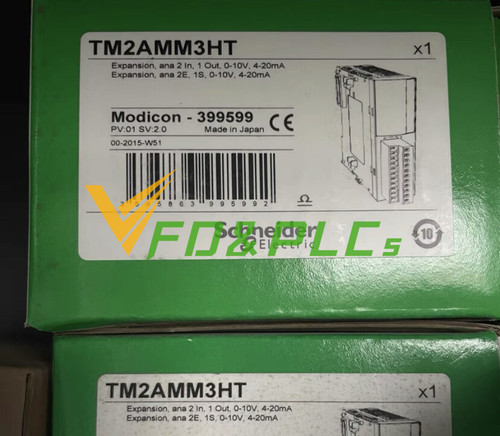 TM2AMM3HT x1
Expansion, ana 2 In, 1 Out, 0-10V, 4-20mA
Expansion, ana 2E, 1S, 0-10V, 4-20mA
Modicon - 399599
PV:01 SV:2.0 Made in Japan CE
00-2015-W51
VFD&PLCs
Schneider
Electric
10
TM2AMM3HT x1
Expansion, ana 2 In, 1 Out, 0-10V, 4-20mA
Expansion, ana 2E, 1S, 0-10V, 4-20mA